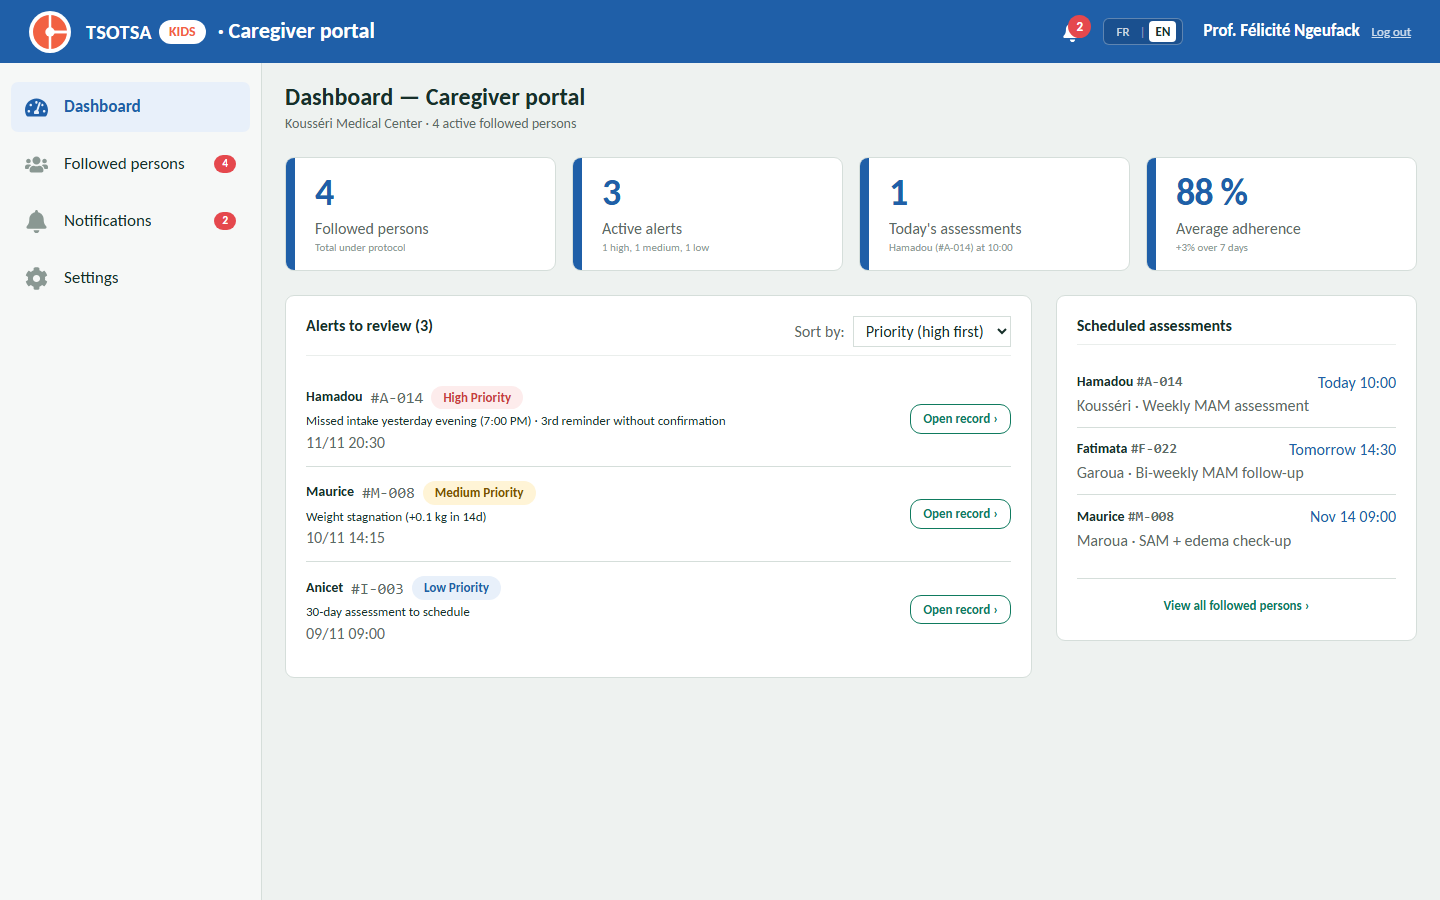 TSOTSA KIDS · Caregiver portal
2
FR | EN
Prof. Félicité Ngeufack
Log out
Dashboard
Followed persons 4
Notifications 2
Settings
Dashboard — Caregiver portal
Kousséri Medical Center · 4 active followed persons
4
Followed persons
Total under protocol
3
Active alerts
1 high, 1 medium, 1 low
1
Today's assessments
Hamadou (#A-014) at 10:00
88 %
Average adherence
+3% over 7 days
Alerts to review (3)
Sort by: Priority (high first)
Hamadou #A-014 High Priority
Missed intake yesterday evening (7:00 PM) · 3rd reminder without confirmation
11/11 20:30
Open record ›
Maurice #M-008 Medium Priority
Weight stagnation (+0.1 kg in 14d)
10/11 14:15
Open record ›
Anicet #I-003 Low Priority
30-day assessment to schedule
09/11 09:00
Open record ›
Scheduled assessments
Hamadou #A-014 Today 10:00
Kousséri · Weekly MAM assessment
Fatimata #F-022 Tomorrow 14:30
Garoua · Bi-weekly MAM follow-up
Maurice #M-008 Nov 14 09:00
Maroua · SAM + edema check-up
View all followed persons ›